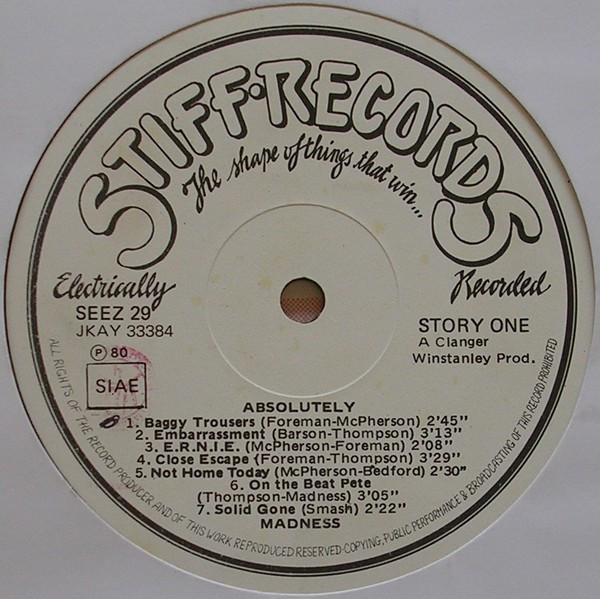 STIFF·RECORDS
The shape of things that win...
Electrically
Recorded
SEEZ 29
JKAY 33384
STORY ONE
A Clanger
Winstanley Prod.
Ⓟ 80
SIAE
ABSOLUTELY
1. Baggy Trousers (Foreman-McPherson) 2'45"
2. Embarrassment (Barson-Thompson) 3'13"
3. E.R.N.I.E. (McPherson-Foreman) 2'08"
4. Close Escape (Foreman-Thompson) 3'29"
5. Not Home Today (McPherson-Bedford) 2'30"
6. On the Beat Pete
(Thompson-Madness) 3'05"
7. Solid Gone (Smash) 2'22"
MADNESS
ALL RIGHTS OF THE RECORD PRODUCER AND OF THIS WORK REPRODUCED RESERVED-COPYING, PUBLIC PERFORMANCE & BROADCASTING OF THIS RECORD PROHIBITED